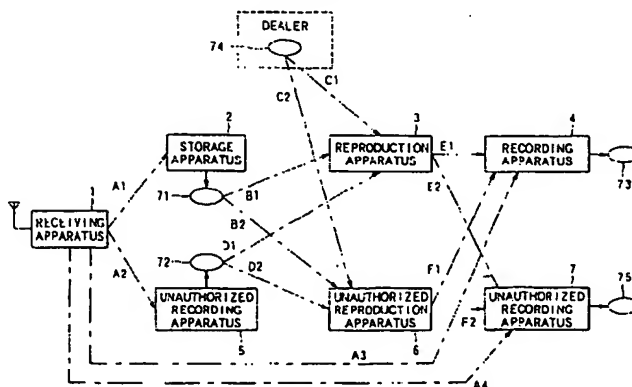 DEALER
74
C1
C2
2
3
4
STORAGE
APPARATUS
REPRODUCTION
APPARATUS
E1
RECORDING
APPARATUS
A1
B1
E2
73
71
B2
RECEIVING
APPARATUS
72
D1
D2
A2
F1
7
UNAUTHORIZED
RECORDING
APPARATUS
UNAUTHORIZED
REPRODUCTION
APPARATUS
F2
UNAUTHORIZED
RECORDING
APPARATUS
75
5
A3
6
A4